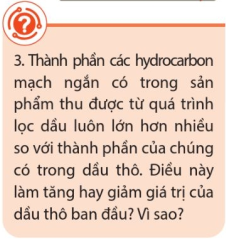 3. Thành phần các hydrocarbon
mạch ngắn có trong sản
phẩm thu được từ quá trình
lọc dầu luôn lớn hơn nhiều
so với thành phần của chúng
có trong dầu thô. Điều này
làm tăng hay giảm giá trị của
dầu thô ban đầu? Vì sao?